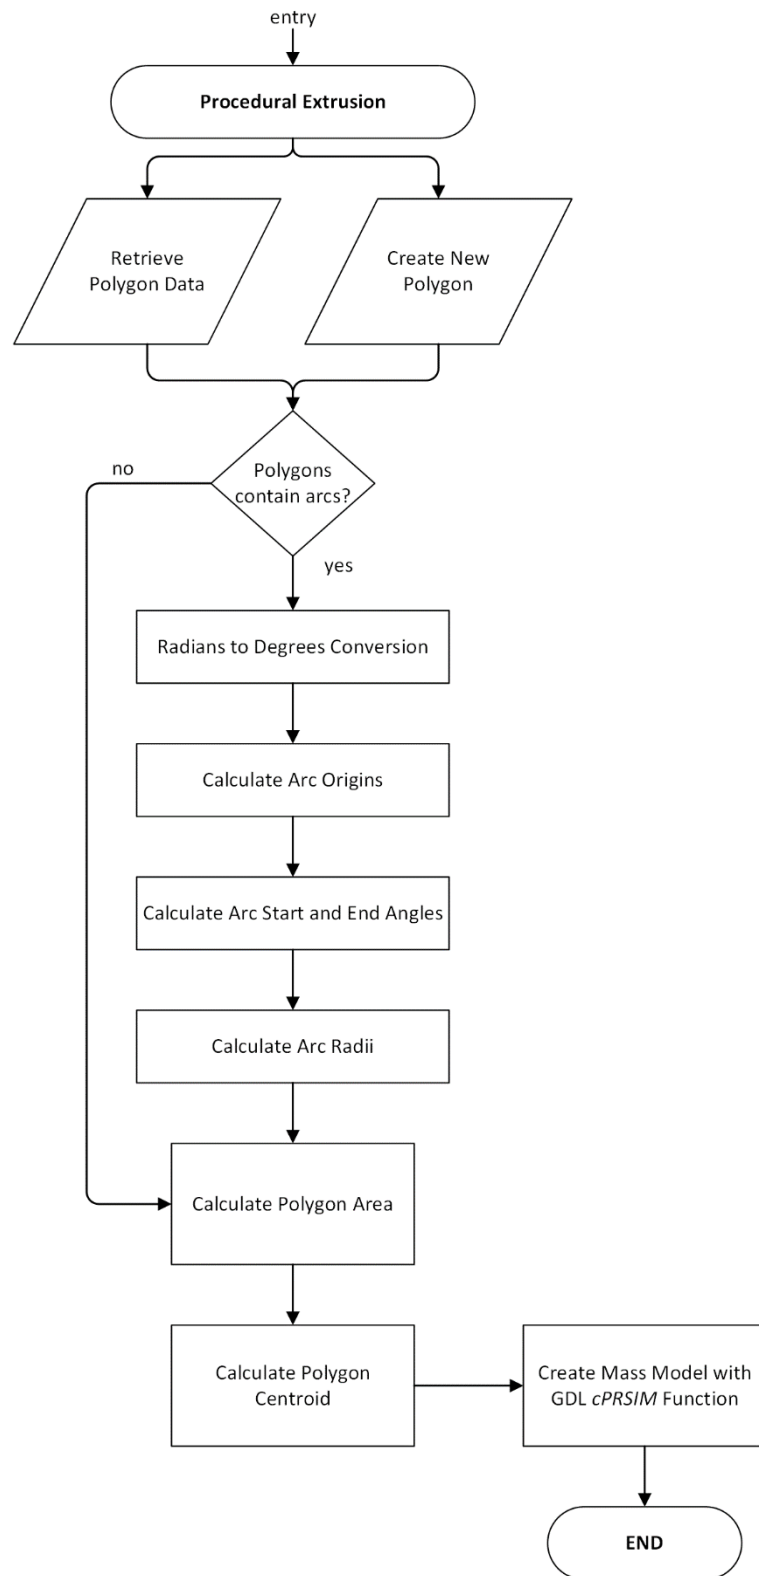 entry
Procedural Extrusion
Retrieve
Polygon Data
Create New
Polygon
Polygons
contain arcs?
no
yes
Radians to Degrees Conversion
Calculate Arc Origins
Calculate Arc Start and End Angles
Calculate Arc Radii
Calculate Polygon Area
Calculate Polygon
Centroid
Create Mass Model with
GDL cPRSIM Function
END